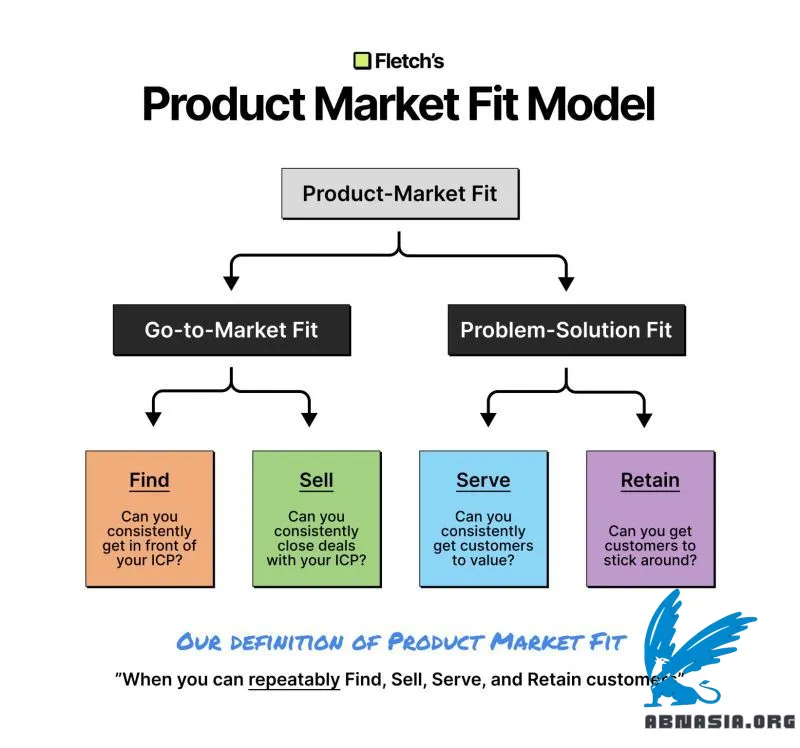 Fletch's
Product Market Fit Model
Product-Market Fit
Go-to-Market Fit
Problem-Solution Fit
Find
Can you
consistently
get in front of
your ICP?
Sell
Can you
consistently
close deals
with your ICP?
Serve
Can you
consistently
get customers
to value?
Retain
Can you get
customers to
stick around?
OUR DEFINITION OF PRODUCT MARKET FIT
"When you can repeatably Find, Sell, Serve, and Retain customers"
ABNASIA.ORG